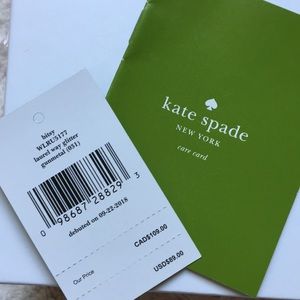 bitsy
WLRU5177
laurel way glitter
gunmetal (031)
0 98687 28829 3
debuted on 09-22-2018
CAD$109.00
Our Price
USD$89.00
kate spade
NEW YORK
care card